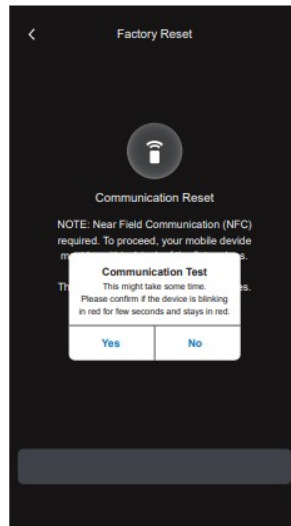 Factory Reset
Communication Reset
NOTE: Near Field Communication (NFC)
required. To proceed, your mobile devide
Communication Test
This might take some time.
Please confirm if the device is blinking
in red for few seconds and stays in red.
Yes
No